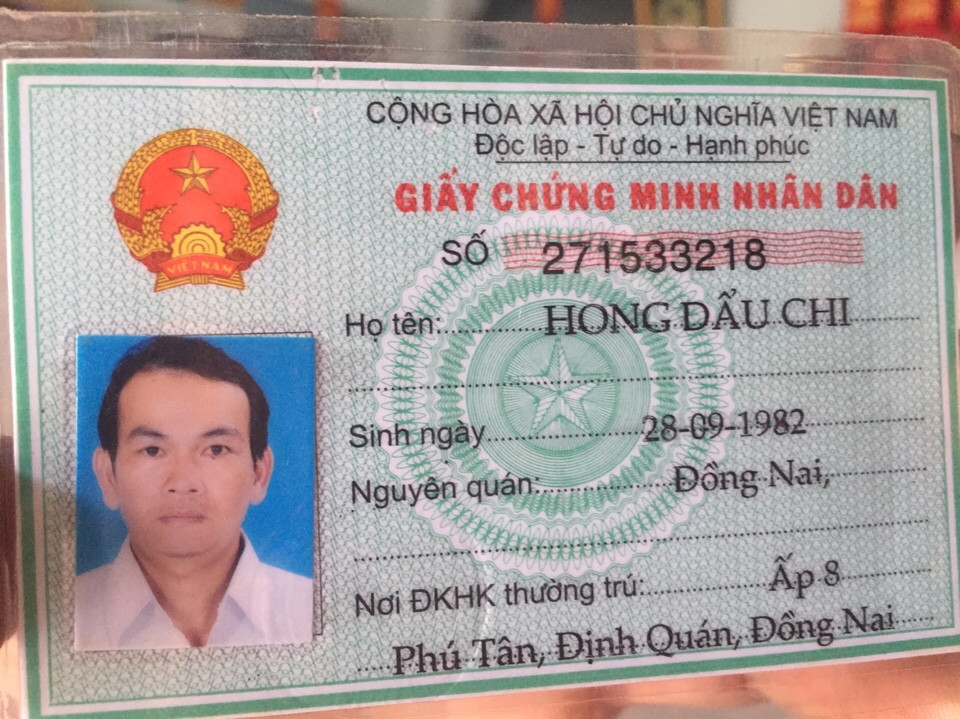 CỘNG HÒA XÃ HỘI CHỦ NGHĨA VIỆT NAM
Độc lập - Tự do - Hạnh phúc
GIẤY CHỨNG MINH NHÂN DÂN
SỐ 271533218
Họ tên: HONG DẨU CHI
Sinh ngày 28-09-1982
Nguyên quán: Đồng Nai,
Nơi ĐKHK thường trú: Ấp 8
Phú Tân, Định Quán, Đồng Nai
VIỆT NAM